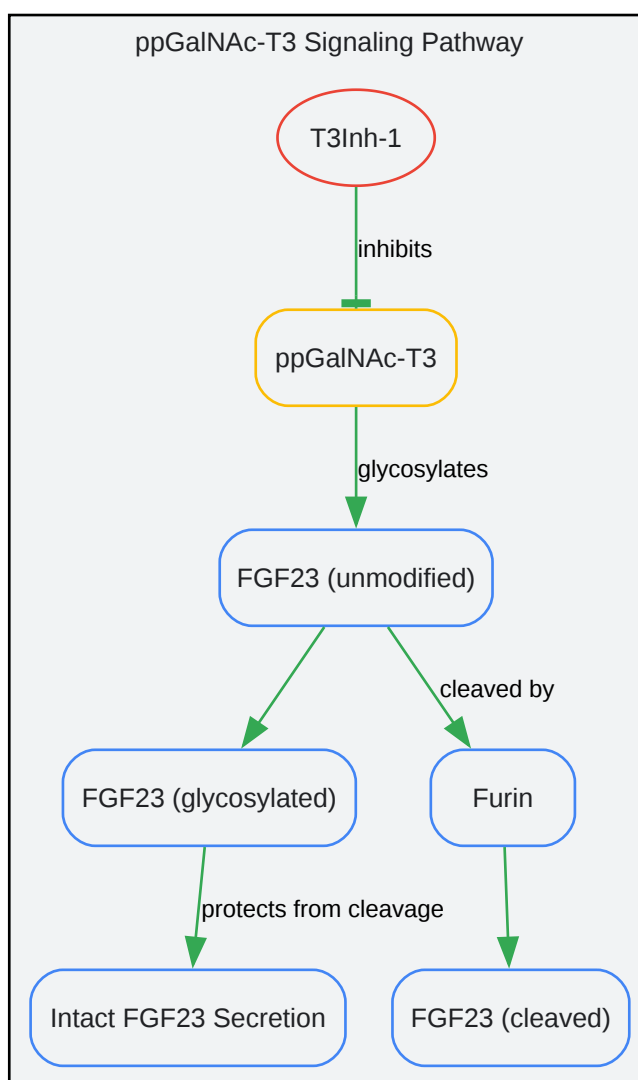 ppGalNAc-T3 Signaling Pathway
T3Inh-1
inhibits
ppGalNAc-T3
glycosylates
FGF23 (unmodified)
cleaved by
FGF23 (glycosylated)
Furin
protects from cleavage
Intact FGF23 Secretion
FGF23 (cleaved)